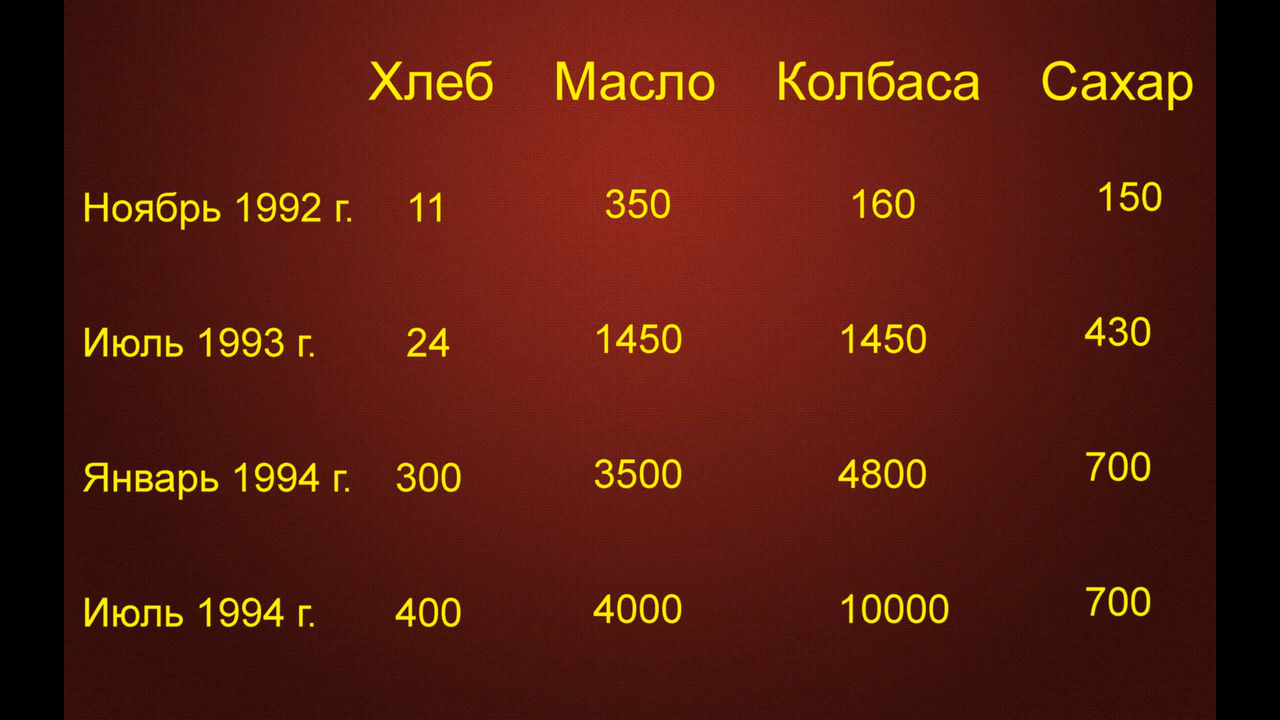 Хлеб Масло Колбаса Сахар
Ноябрь 1992 г. 11 350 160 150
Июль 1993 г. 24 1450 1450 430
Январь 1994 г. 300 3500 4800 700
Июль 1994 г. 400 4000 10000 700